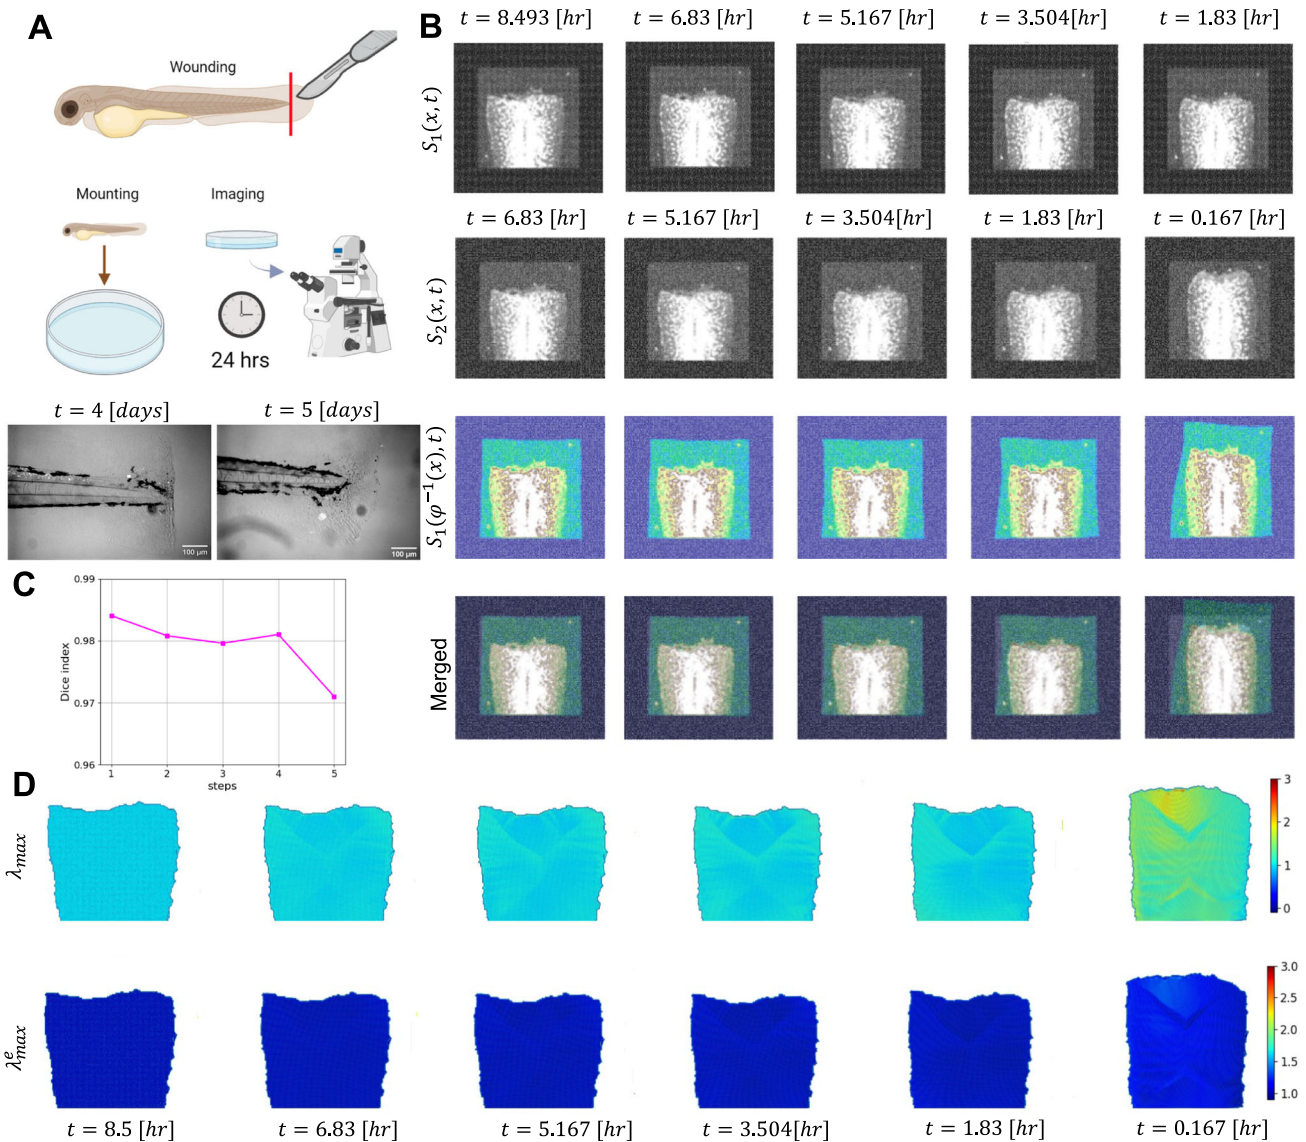 A
Wounding
Mounting
Imaging
24 hrs
t = 4 [days]
t = 5 [days]
100 µm
100 µm
B
t = 8.493 [hr]
t = 6.83 [hr]
t = 5.167 [hr]
t = 3.504[hr]
t = 1.83 [hr]
S₁(x, t)
t = 6.83 [hr]
t = 5.167 [hr]
t = 3.504[hr]
t = 1.83 [hr]
t = 0.167 [hr]
S₂(x, t)
S₁(φ⁻¹(x), t)
Merged
C
0.99
0.98
0.97
0.96
Dice index
1
2
3
4
5
steps
D
λmax
3
2
1
0
λᵉmax
3.0
2.5
2.0
1.5
1.0
t = 8.5 [hr]
t = 6.83 [hr]
t = 5.167 [hr]
t = 3.504[hr]
t = 1.83 [hr]
t = 0.167 [hr]